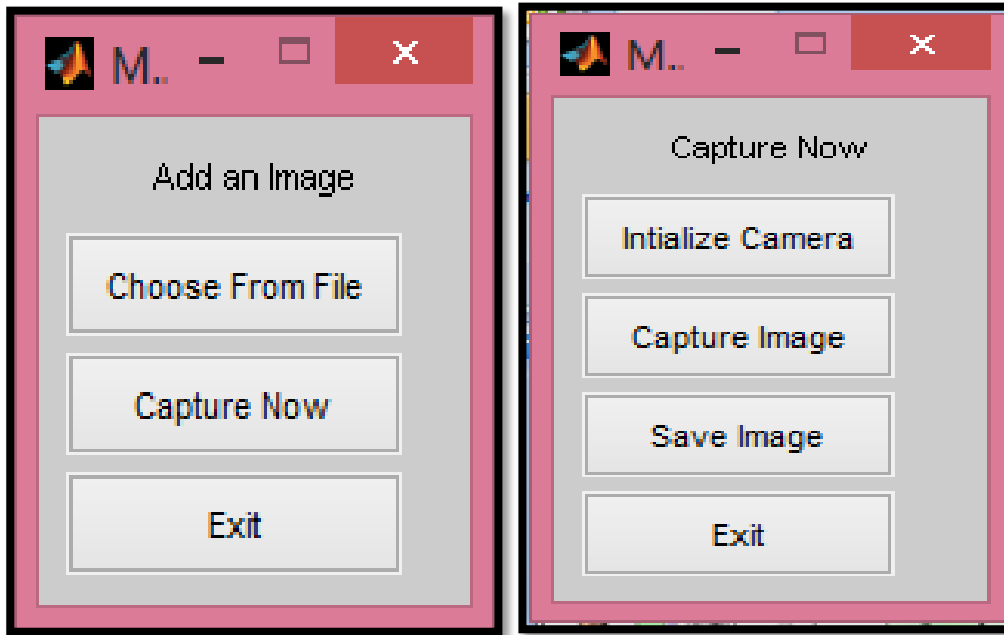 M..
Add an Image
Choose From File
Capture Now
Exit
M..
Capture Now
Intialize Camera
Capture Image
Save Image
Exit